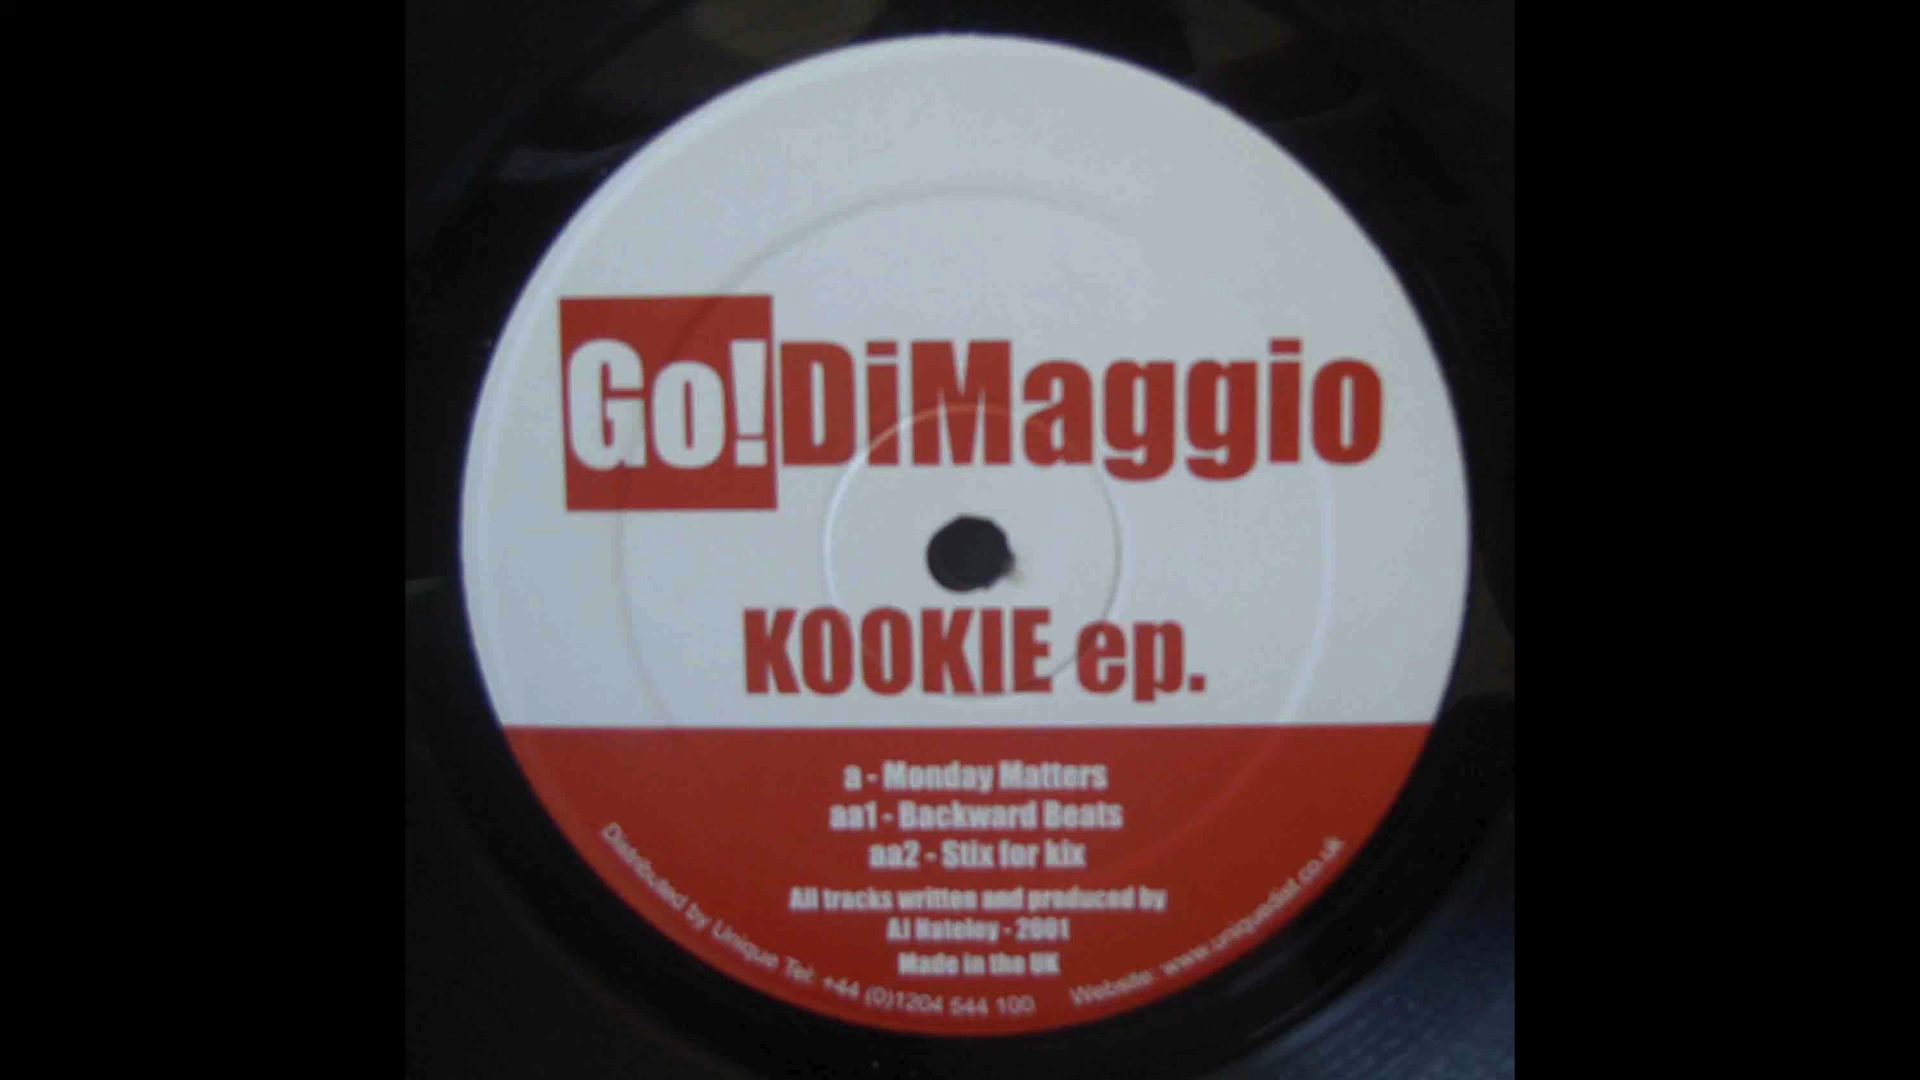 Go!DiMaggio
KOOKIE ep.
a - Monday Matters
aa1 - Backward Beats
aa2 - Stix for kix
All tracks written and produced by
AJ Hateley - 2001
Made in the UK
Distributed by Unique Tel: +44 (0)1204 544 100 Website: www.uniquedist.co.uk